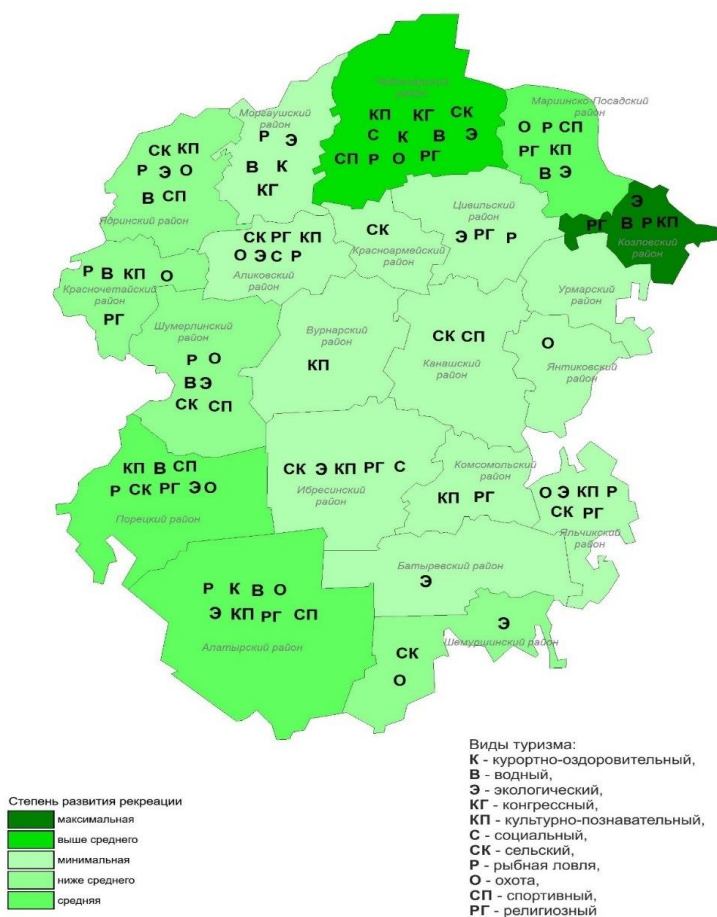 Чебоксарский
район
КП КГ СК
С К В Э
СП Р О РГ
Моргаушский
район
Р Э
В К
КГ
Мариинско-Посадский
район
О Р СП
РГ КП
В Э
СК КП
Р Э О
В СП
Ядринский район
Э
РГ В Р КП
Козловский
район
Цивильский
район
Э РГ Р
СК
Красноармейский
район
СК РГ КП
О Э С Р
Аликовский
район
Р В КП О
Красночетайский
район
РГ
Урмарский
район
Шумерлинский
район
Р О
В Э
СК СП
Вурнарский
район
КП
СК СП
Канашский
район
О
Янтиковский
район
КП В СП
Р СК РГ Э О
Порецкий район
СК Э КП РГ С
Ибресинский
район
Комсомольский
район
КП РГ
О Э КП Р
СК РГ
Яльчикский
район
Батыревский район
Э
Р К В О
Э КП РГ СП
Алатырский район
Э
Шемуршинский район
СК
О
Виды туризма:
К - курортно-оздоровительный,
В - водный,
Э - экологический,
КГ - конгрессный,
КП - культурно-познавательный,
С - социальный,
СК - сельский,
Р - рыбная ловля,
О - охота,
СП - спортивный,
РГ - религиозный
Степень развития рекреации
максимальная
выше среднего
минимальная
ниже среднего
средняя